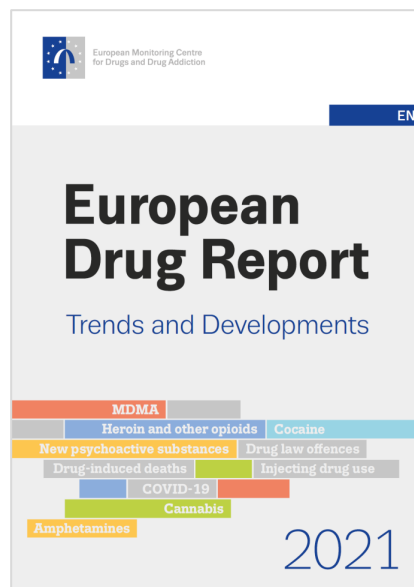 European Monitoring Centre
for Drugs and Drug Addiction
EN
European
Drug Report
Trends and Developments
MDMA
Heroin and other opioids Cocaine
New psychoactive substances Drug law offences
Drug-induced deaths Injecting drug use
COVID-19
Cannabis
Amphetamines
2021